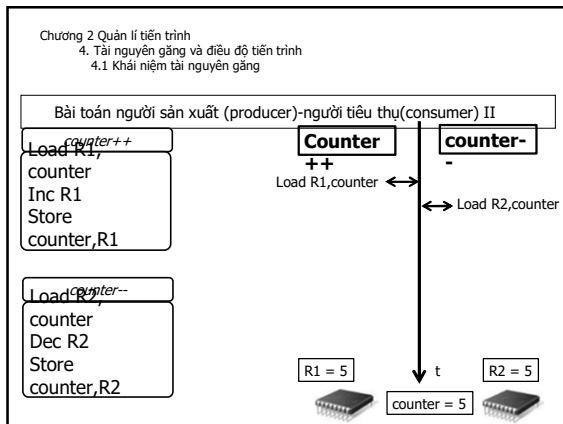 Chương 2 Quản lí tiến trình
4. Tài nguyên găng và điều độ tiến trình
4.1 Khái niệm tài nguyên găng
Bài toán người sản xuất (producer)-người tiêu thụ(consumer) II
counter++
Load R1,
counter
Inc R1
Store
counter,R1
counter--
Load R2,
counter
Dec R2
Store
counter,R2
Counter
++
counter-
-
Load R1,counter
Load R2,counter
R1 = 5
t
R2 = 5
counter = 5